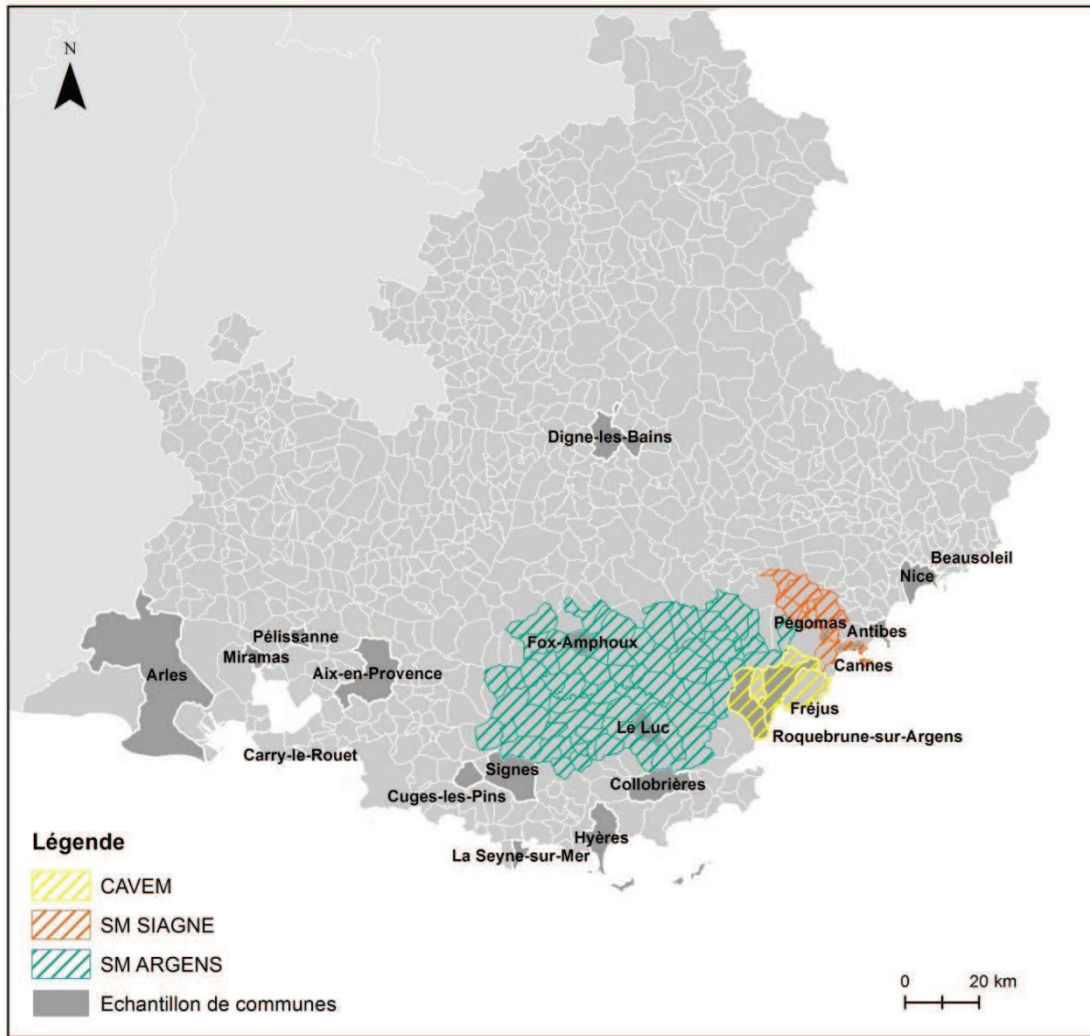 N
Digne-les-Bains
Beausoleil
Nice
Pégomas
Antibes
Cannes
Fox-Amphoux
Pélissanne
Miramas
Aix-en-Provence
Arles
Fréjus
Le Luc
Roquebrune-sur-Argens
Carry-le-Rouet
Signes
Cuges-les-Pins
Collobrières
Hyères
La Seyne-sur-Mer
Légende
CAVEM
SM SIAGNE
SM ARGENS
Echantillon de communes
0 20 km